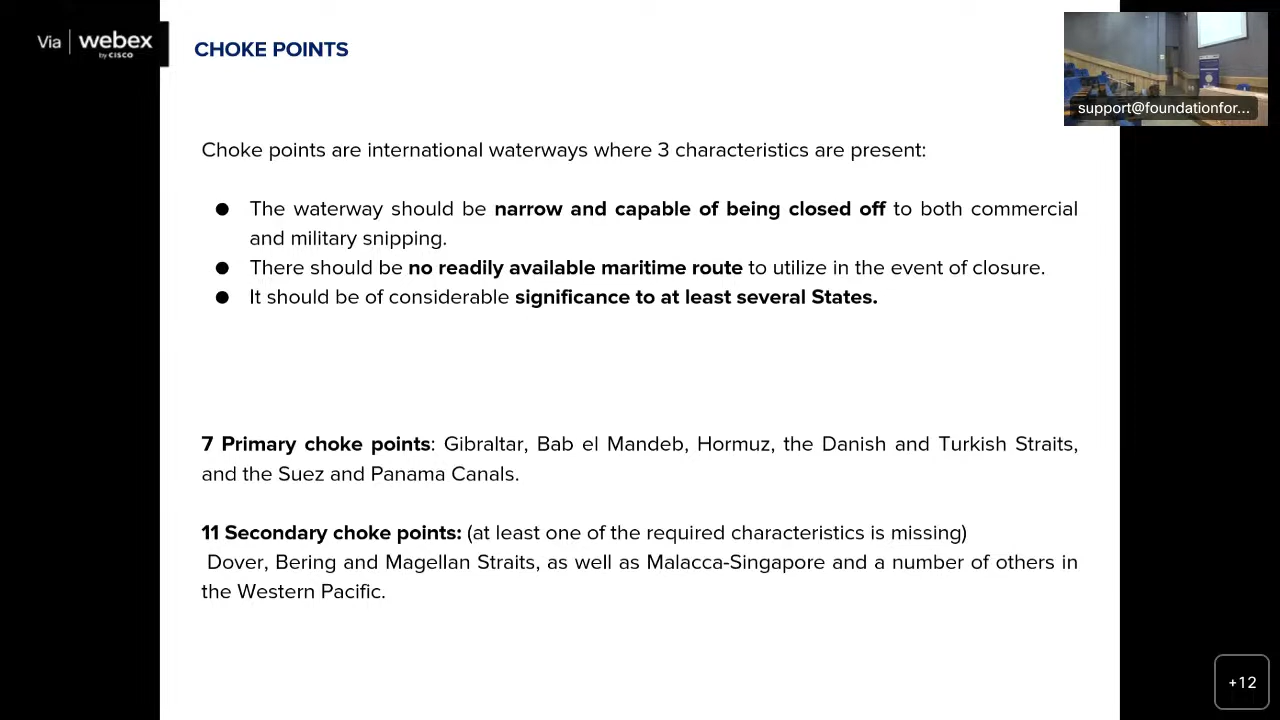 Via | webex
by CISCO
CHOKE POINTS
support@foundationfor...
Choke points are international waterways where 3 characteristics are present:
● The waterway should be narrow and capable of being closed off to both commercial
and military snipping.
● There should be no readily available maritime route to utilize in the event of closure.
● It should be of considerable significance to at least several States.
7 Primary choke points: Gibraltar, Bab el Mandeb, Hormuz, the Danish and Turkish Straits,
and the Suez and Panama Canals.
11 Secondary choke points: (at least one of the required characteristics is missing)
Dover, Bering and Magellan Straits, as well as Malacca-Singapore and a number of others in
the Western Pacific.
+12